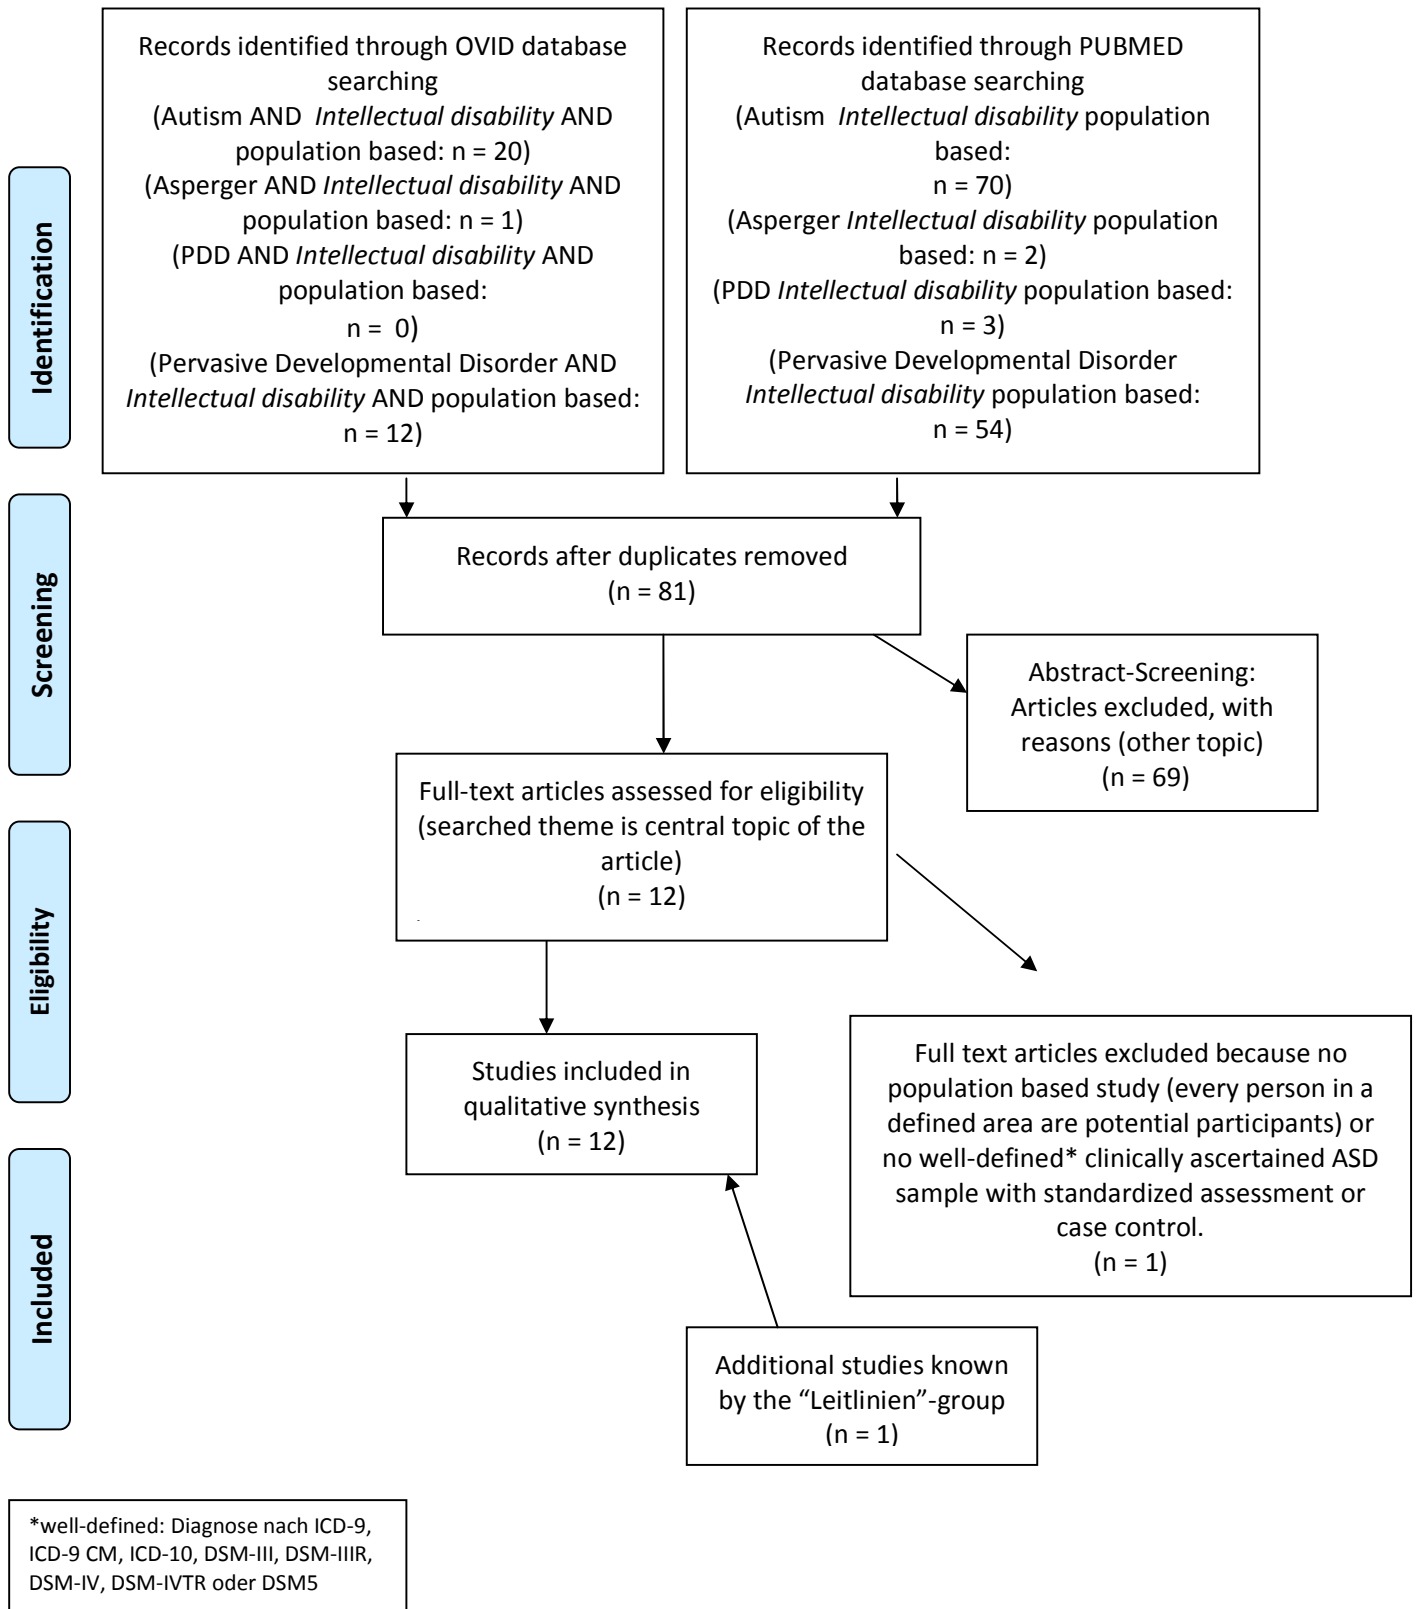 Records identified through OVID database
searching
(Autism AND Intellectual disability AND
population based: n = 20)
(Asperger AND Intellectual disability AND
population based: n = 1)
(PDD AND Intellectual disability AND
population based:
n = 0)
(Pervasive Developmental Disorder AND
Intellectual disability AND population based:
n = 12)
Records identified through PUBMED
database searching
(Autism Intellectual disability population
based:
n = 70)
(Asperger Intellectual disability population
based: n = 2)
(PDD Intellectual disability population based:
n = 3)
(Pervasive Developmental Disorder
Intellectual disability population based:
n = 54)
Identification
Records after duplicates removed
(n = 81)
Screening
Abstract-Screening:
Articles excluded, with
reasons (other topic)
(n = 69)
Full-text articles assessed for eligibility
(searched theme is central topic of the
article)
(n = 12)
Eligibility
Full text articles excluded because no
population based study (every person in a
defined area are potential participants) or
no well-defined* clinically ascertained ASD
sample with standardized assessment or
case control.
(n = 1)
Studies included in
qualitative synthesis
(n = 12)
Included
Additional studies known
by the “Leitlinien”-group
(n = 1)
*well-defined: Diagnose nach ICD-9,
ICD-9 CM, ICD-10, DSM-III, DSM-IIIR,
DSM-IV, DSM-IVTR oder DSM5